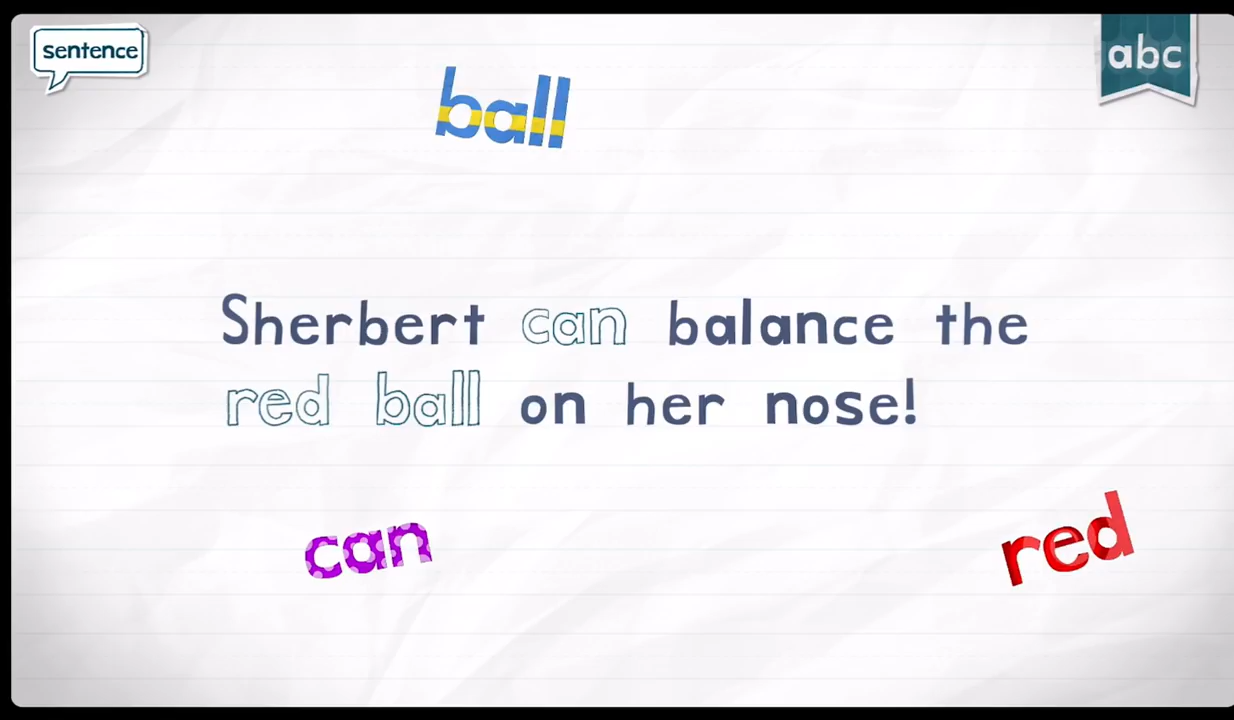 sentence
abc
ball
Sherbert can balance the
red ball on her nose!
can
red